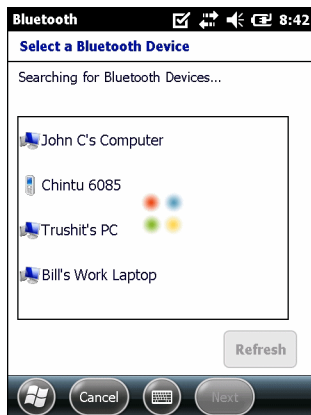 Bluetooth 8:42
Select a Bluetooth Device
Searching for Bluetooth Devices...
John C's Computer
Chintu 6085
Trushit's PC
Bill's Work Laptop
Refresh
Cancel Next